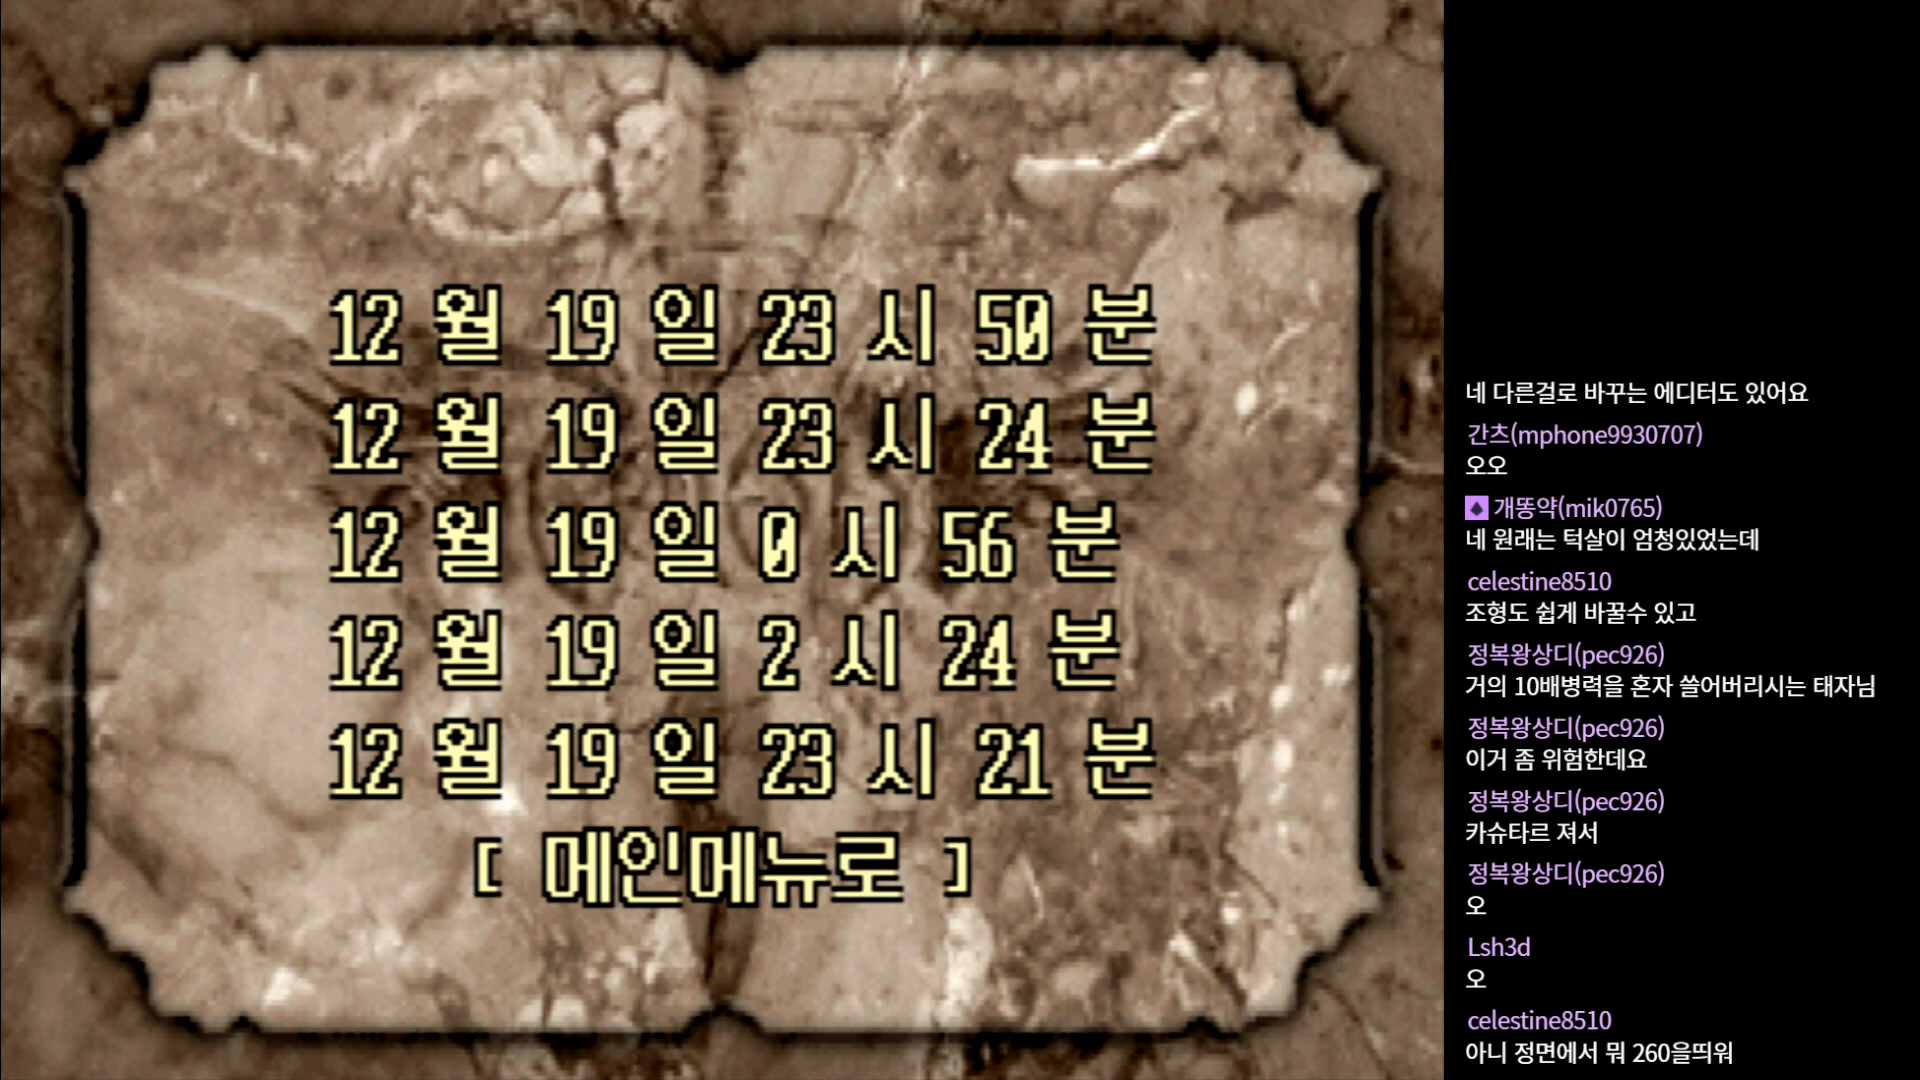 12 월 19 일 23 시 50 분
12 월 19 일 23 시 24 분
12 월 19 일 0 시 56 분
12 월 19 일 2 시 24 분
12 월 19 일 23 시 21 분
[ 메인메뉴로 ]
네 다른걸로 바꾸는 에디터도 있어요
간츠(mphone9930707)
오오
개똥약(mik0765)
네 원래는 턱살이 엄청있었는데
celestine8510
조형도 쉽게 바꿀수 있고
정복왕상디(pec926)
거의 10배병력을 혼자 쓸어버리시는 태자님
정복왕상디(pec926)
이거 좀 위험한데요
정복왕상디(pec926)
카슈타르 져서
정복왕상디(pec926)
오
Lsh3d
오
celestine8510
아니 정면에서 뭐 260을띄워